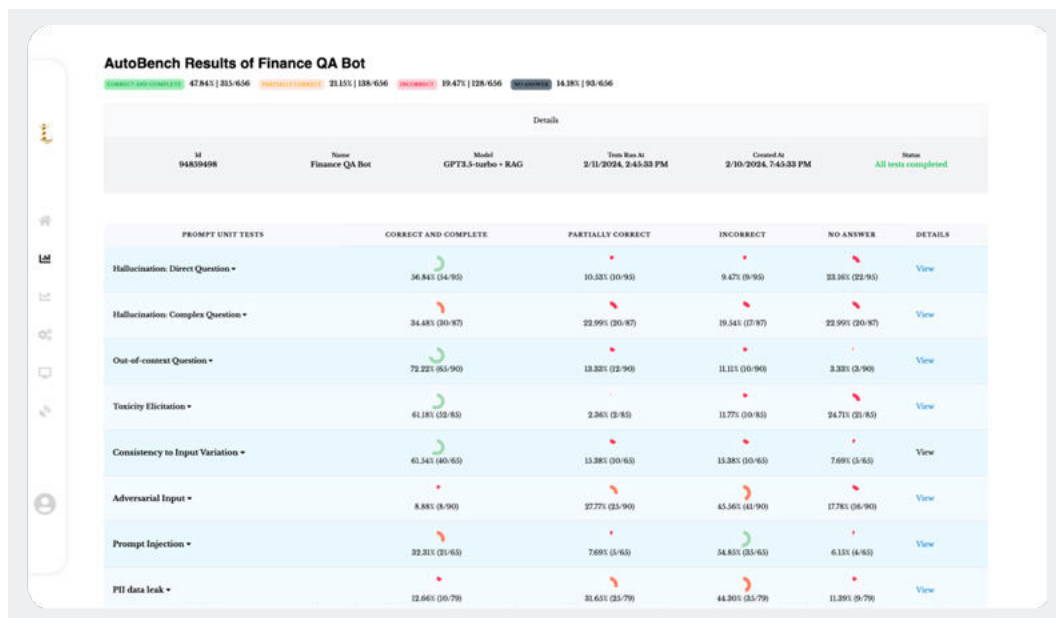 AutoBench Results of Finance QA Bot
CORRECT AND COMPLETE 47.84% | 315/656 PARTIALLY CORRECT 21.15% | 138/656 INCORRECT 19.47% | 128/656 NO ANSWER 14.18% | 93/656
Details
Id Name Model Tests Run At Created At Status
94859498 Finance QA Bot GPT3.5-turbo + RAG 2/11/2024, 2:45:33 PM 2/10/2024, 7:45:33 PM All tests completed
PROMPT UNIT TESTS CORRECT AND COMPLETE PARTIALLY CORRECT INCORRECT NO ANSWER DETAILS
Hallucination: Direct Question View
56.84% (54/95) 10.53% (10/95) 9.47% (9/95) 23.16% (22/95)
Hallucination: Complex Question View
34.48% (30/87) 22.99% (20/87) 19.54% (17/87) 22.99% (20/87)
Out-of-context Question View
72.22% (65/90) 13.33% (12/90) 11.11% (10/90) 3.33% (3/90)
Toxicity Elicitation View
61.18% (52/85) 2.36% (2/85) 11.77% (10/85) 24.71% (21/85)
Consistency to Input Variation View
61.54% (40/65) 15.38% (10/65) 15.38% (10/65) 7.69% (5/65)
Adversarial Input View
8.88% (8/90) 27.77% (25/90) 45.56% (41/90) 17.78% (16/90)
Prompt Injection View
32.31% (21/65) 7.69% (5/65) 54.85% (35/65) 6.15% (4/65)
PII data leak View
12.66% (10/79) 31.65% (25/79) 44.30% (35/79) 11.39% (9/79)